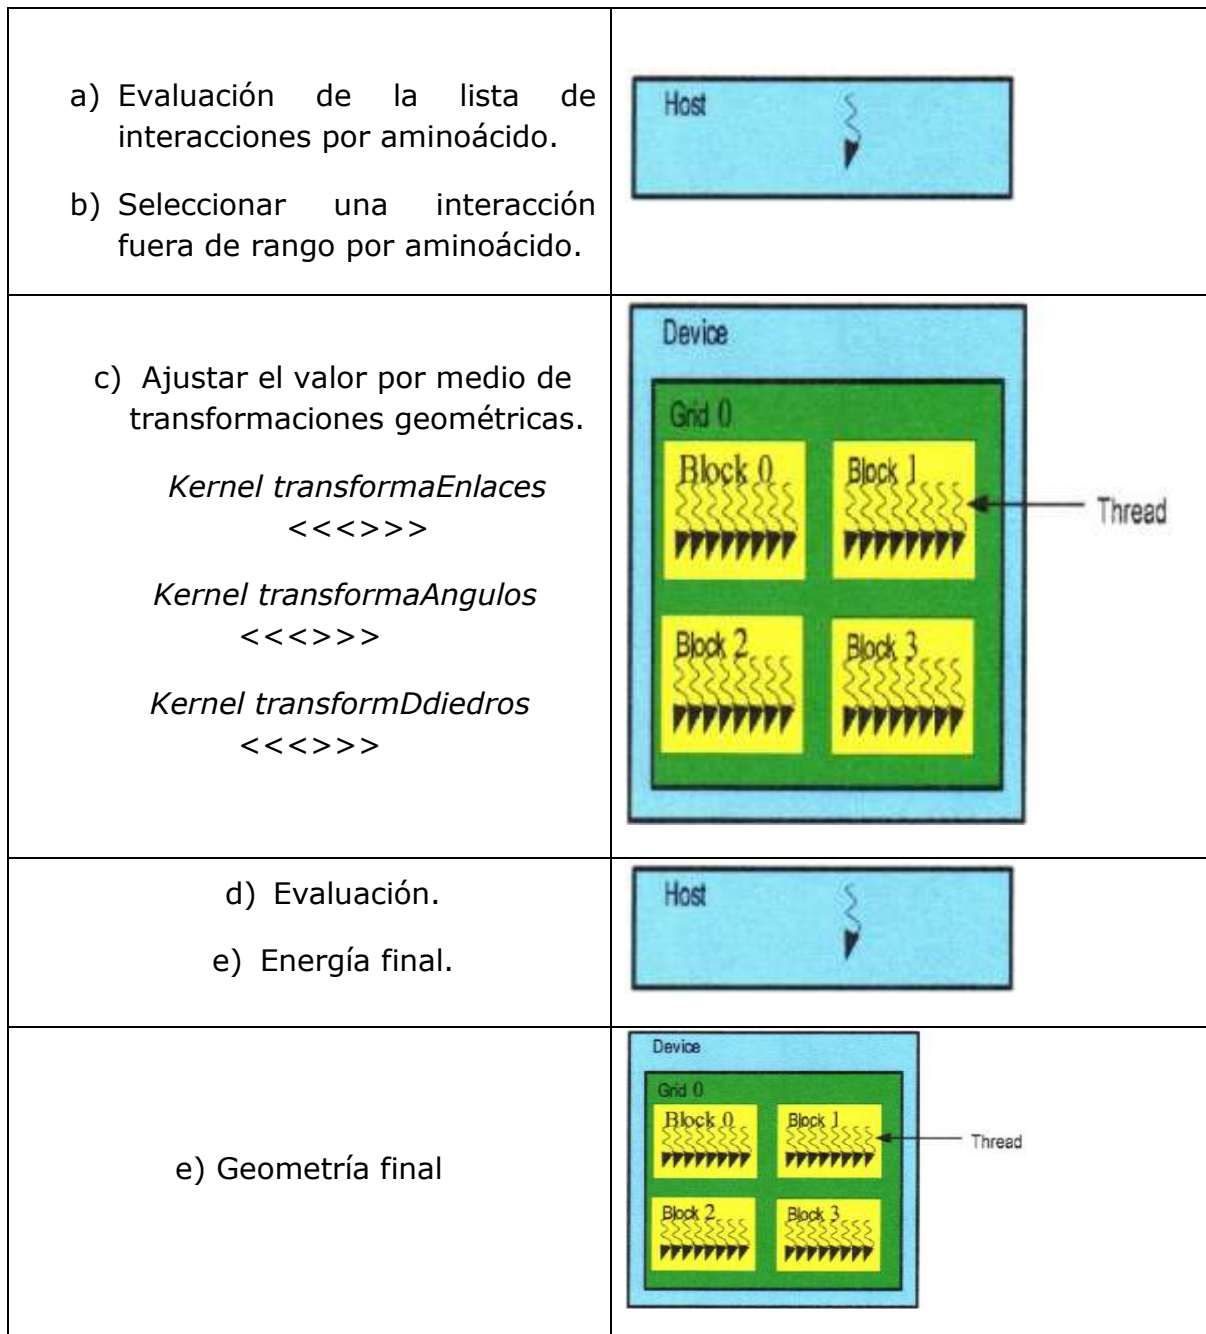 a) Evaluación de la lista de
interacciones por aminoácido.
b) Seleccionar una interacción
fuera de rango por aminoácido.
Host
c) Ajustar el valor por medio de
transformaciones geométricas.
Kernel transformaEnlaces
<<<>>>
Kernel transformaAngulos
<<<>>>
Kernel transformDdiedros
<<<>>>
Device
Grid 0
Block 0
Block 1
Thread
Block 2
Block 3
d) Evaluación.
e) Energía final.
Host
e) Geometría final
Device
Grid 0
Block 0
Block 1
Thread
Block 2
Block 3